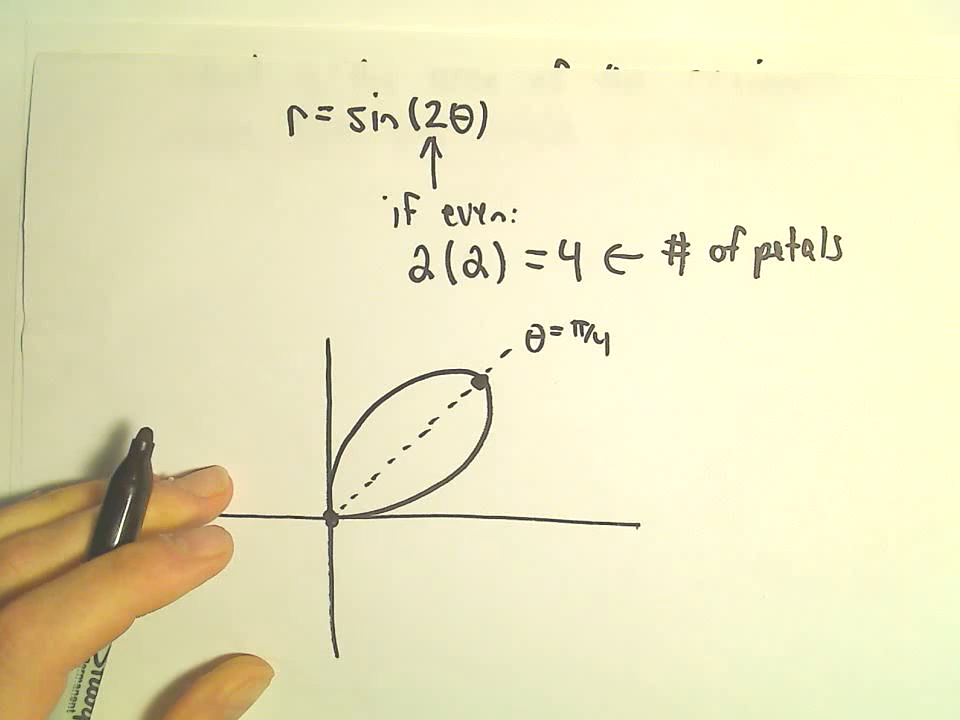 r = sin(2θ)
↑
if even:
2(2) = 4 ← # of petals
θ = π/4